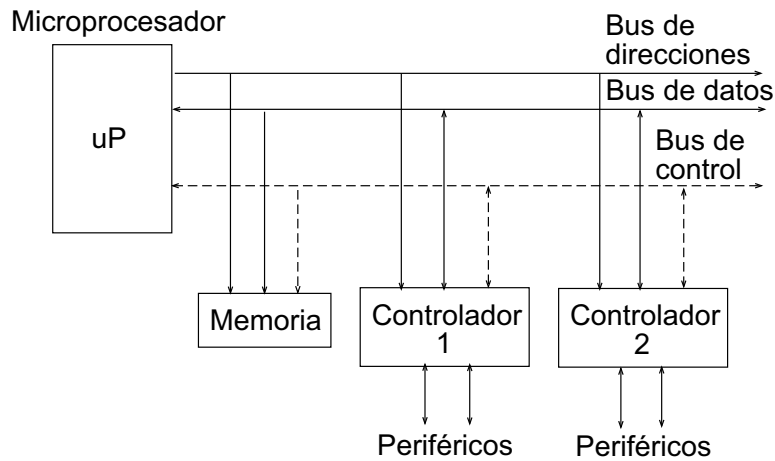 Microprocesador
uP
Bus de
direcciones
Bus de datos
Bus de
control
Memoria
Controlador
1
Controlador
2
Periféricos
Periféricos